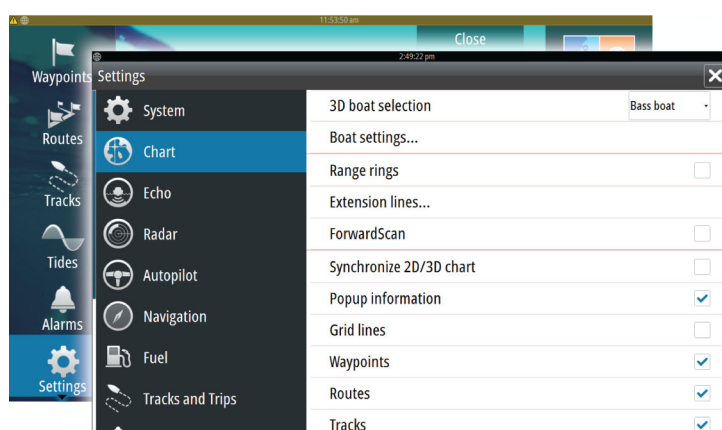 11:53:50 am
Close
Waypoints
Routes
Tracks
Tides
Alarms
Settings
2:49:22 pm
Settings
System
Chart
Echo
Radar
Autopilot
Navigation
Fuel
Tracks and Trips
3D boat selection Bass boat
Boat settings...
Range rings
Extension lines...
ForwardScan
Synchronize 2D/3D chart
Popup information
Grid lines
Waypoints
Routes
Tracks